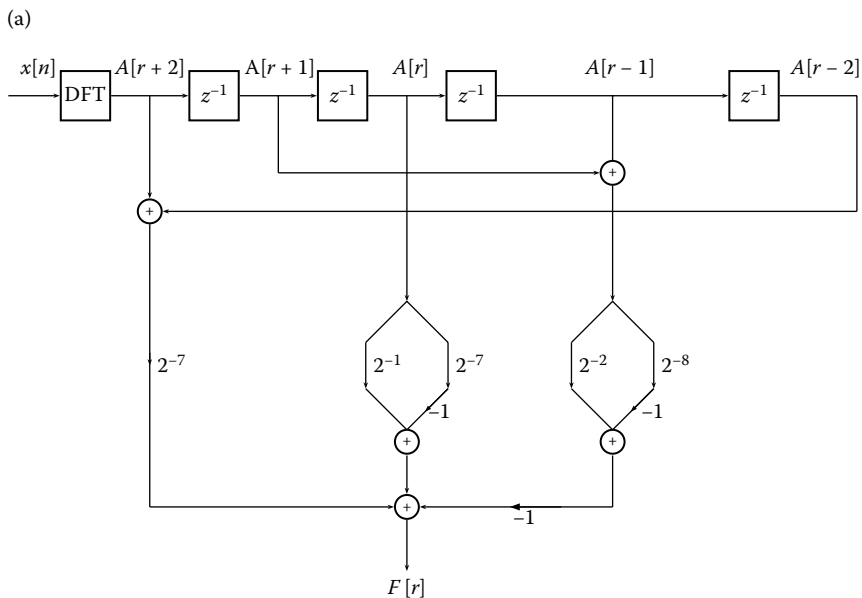 (a)
x[n] A[r + 2] A[r + 1] A[r] A[r − 1] A[r − 2]
DFT z⁻¹ z⁻¹ z⁻¹ z⁻¹
+
+
2⁻⁷ 2⁻¹ 2⁻⁷ 2⁻² 2⁻⁸
−1 −1
+ +
+
−1
F[r]